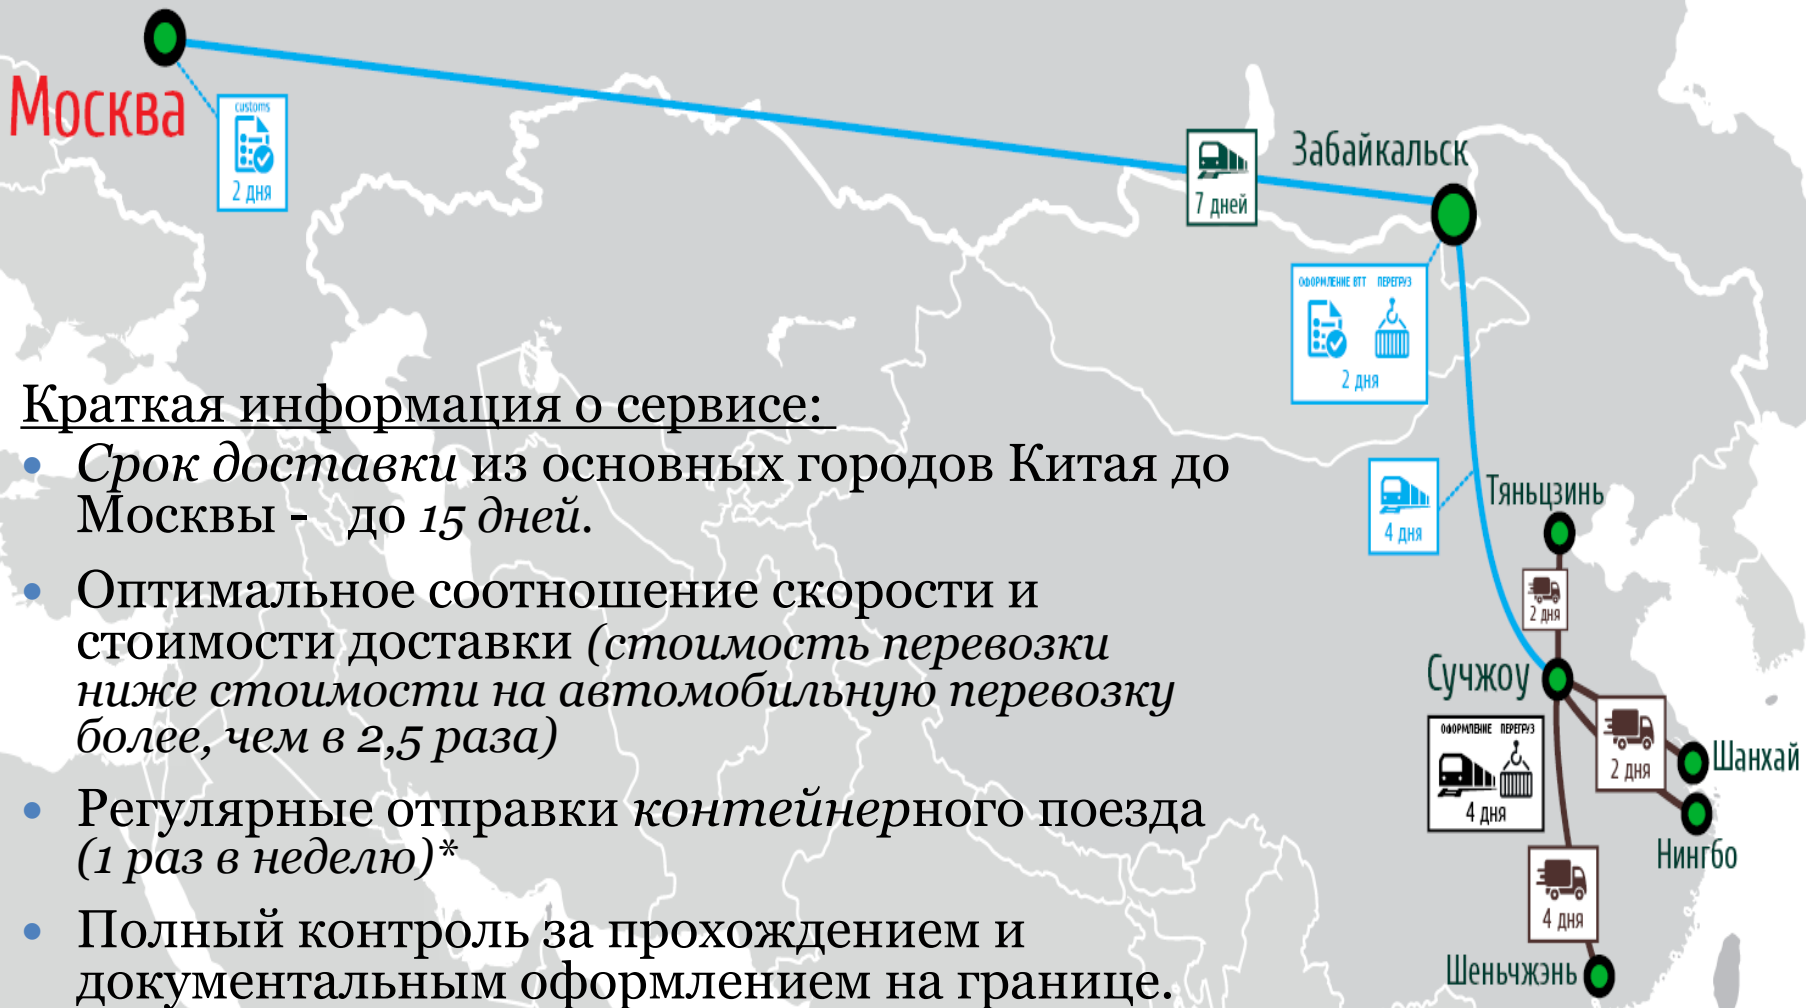 Москва
customs
2 дня
7 дней
Забайкальск
ОФОРМЛЕНИЕ ВТТ ПЕРЕГРУЗ
2 дня
Краткая информация о сервисе:
Срок доставки из основных городов Китая до
Москвы - до 15 дней.
Оптимальное соотношение скорости и
стоимости доставки (стоимость перевозки
ниже стоимости на автомобильную перевозку
более, чем в 2,5 раза)
Регулярные отправки контейнерного поезда
(1 раз в неделю)*
Полный контроль за прохождением и
документальным оформлением на границе.
4 дня
Тяньцзинь
2 дня
Сучжоу
ОФОРМЛЕНИЕ ПЕРЕГРУЗ
4 дня
2 дня
Шанхай
Нингбо
4 дня
Шеньчжэнь